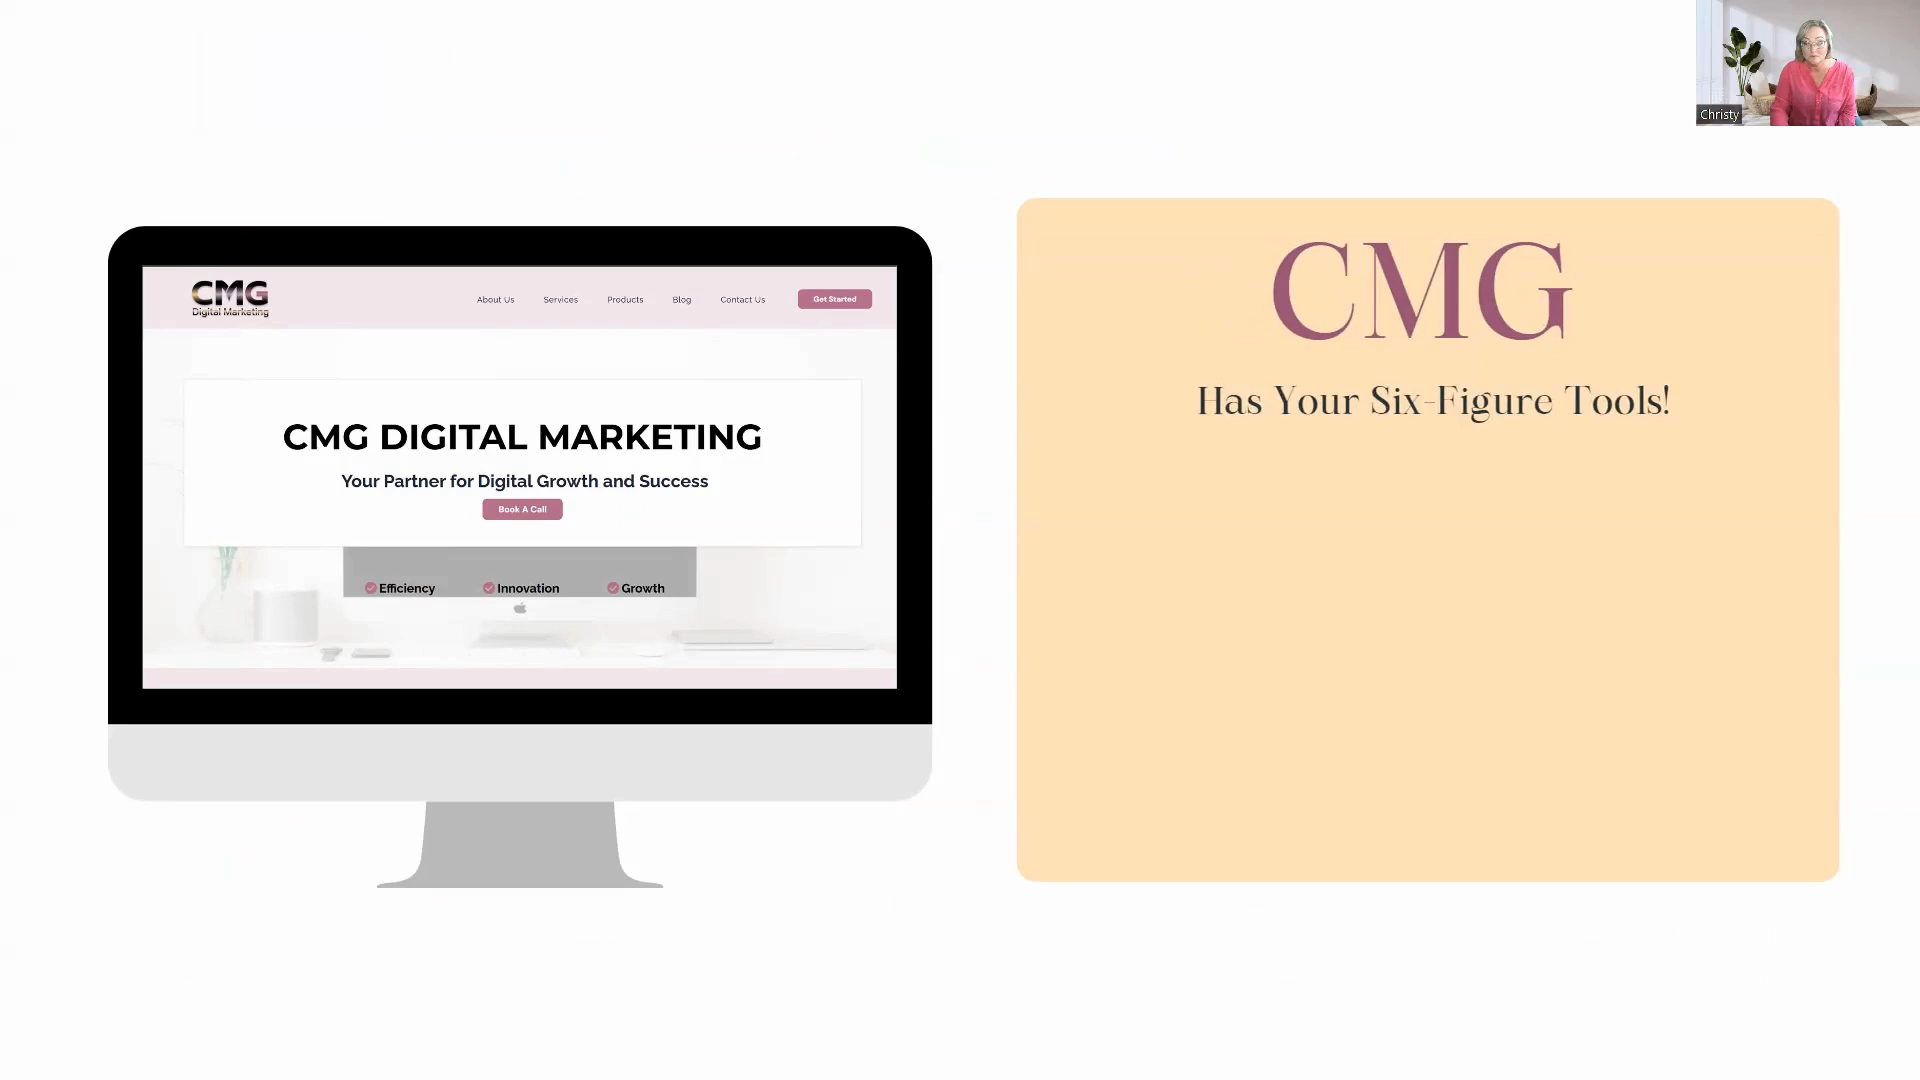 Christy
CMG
Digital Marketing
About Us
Services
Products
Blog
Contact Us
Get Started
CMG DIGITAL MARKETING
Your Partner for Digital Growth and Success
Book A Call
Efficiency
Innovation
Growth
CMG
Has Your Six-Figure Tools!